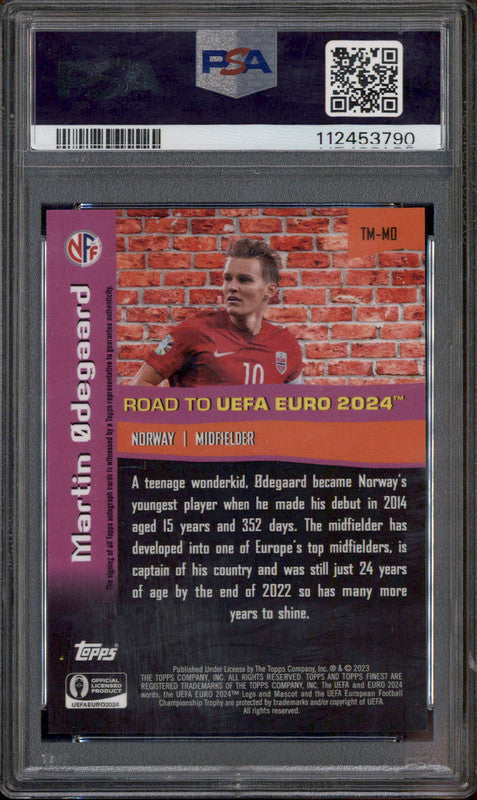 PSA
112453790
TM-MO
NFF
10
Martin Ødegaard
The signing of all Topps autograph cards is witnessed by a Topps representative to guarantee authenticity.
ROAD TO UEFA EURO 2024™
NORWAY | MIDFIELDER
A teenage wonderkid, Ødegaard became Norway's
youngest player when he made his debut in 2014
aged 15 years and 352 days. The midfielder has
developed into one of Europe's top midfielders, is
captain of his country and was still just 24 years
of age by the end of 2022 so has many more
years to shine.
topps
OFFICIAL
LICENSED
PRODUCT
UEFAEURO2024
Published Under License by The Topps Company, Inc. ® & © 2023
THE TOPPS COMPANY, INC. ALL RIGHTS RESERVED. TOPPS AND TOPPS FINEST ARE
REGISTERED TRADEMARKS OF THE TOPPS COMPANY, INC. The UEFA and EURO 2024
words, the UEFA EURO 2024™ Logo and Mascot and the UEFA European Football
Championship Trophy are protected by trademarks and/or copyright of UEFA.
All rights reserved.